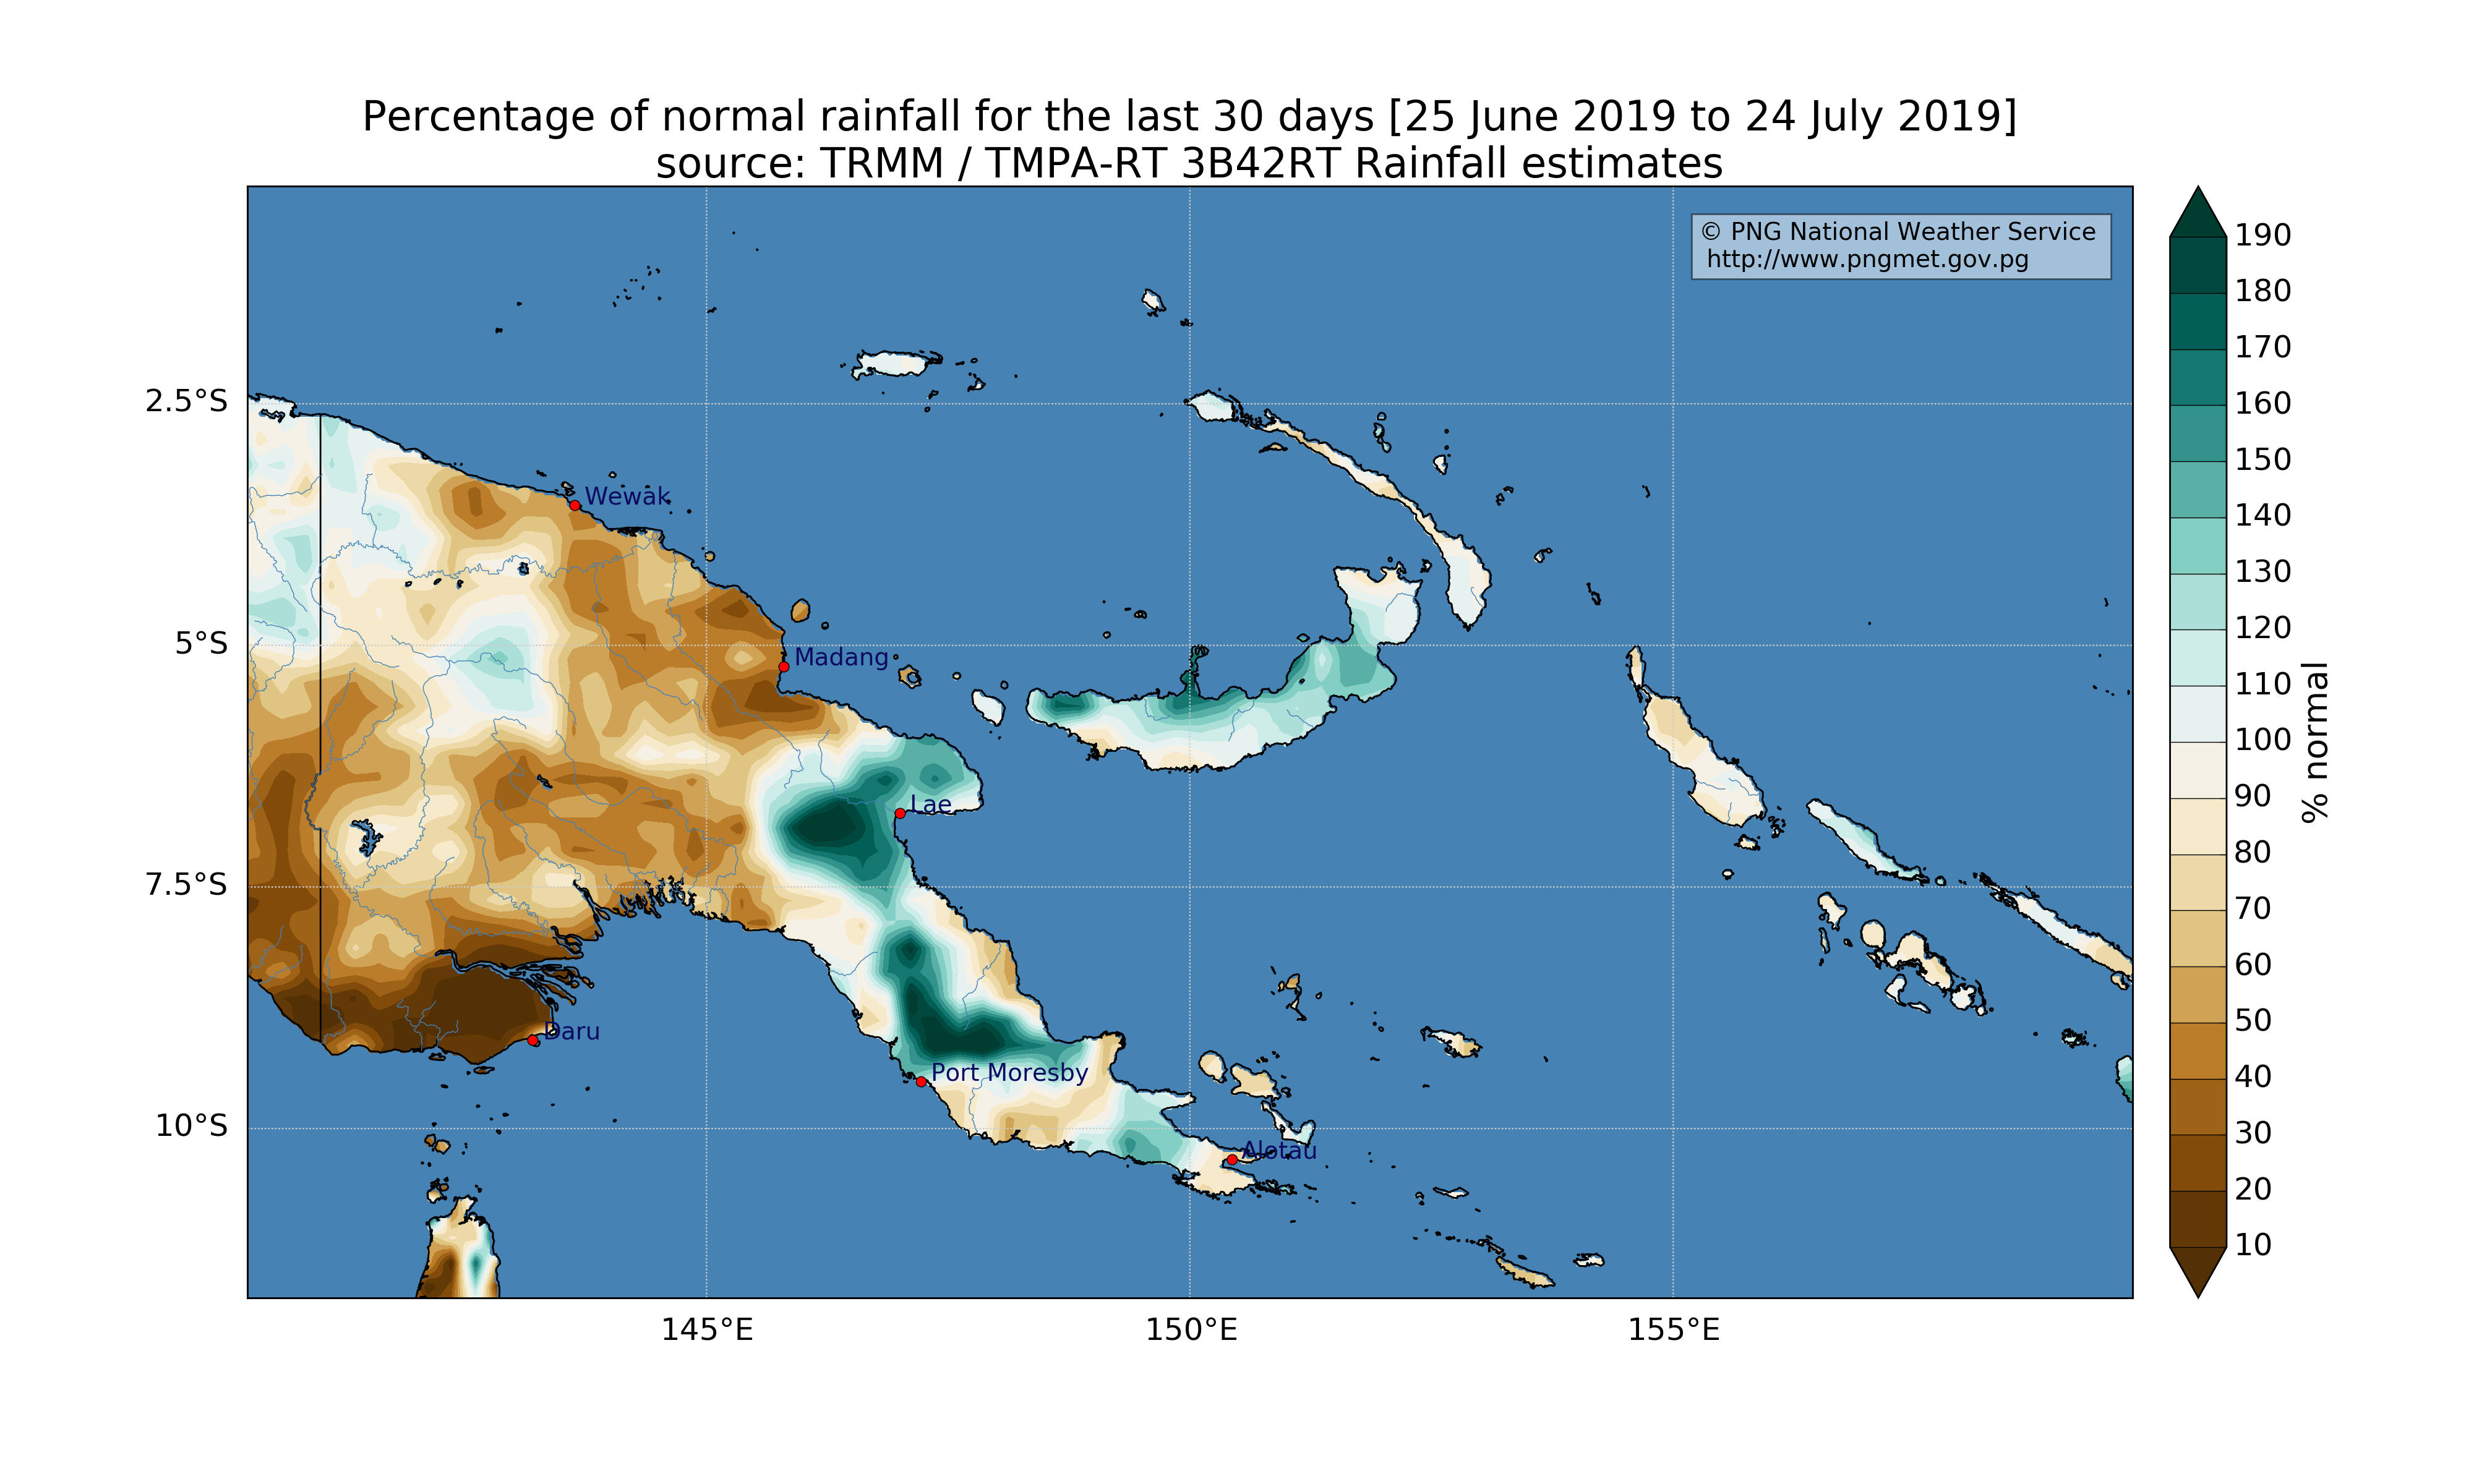 Percentage of normal rainfall for the last 30 days [25 June 2019 to 24 July 2019]
source: TRMM / TMPA-RT 3B42RT Rainfall estimates
© PNG National Weather Service
http://www.pngmet.gov.pg
2.5°S
5°S
7.5°S
10°S
Wewak
Madang
Lae
Daru
Port Moresby
Alotau
145°E
150°E
155°E
190
180
170
160
150
140
130
120
110
100
90
80
70
60
50
40
30
20
10
% normal